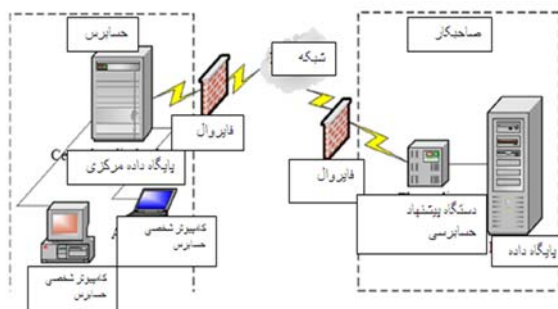 صاحبکار
شبکه
حسابرس
فایروال
پایگاه داده مرکزی
فایروال
دستگاه پیشنهاد
حسابرسی
پایگاه داده
کامپیوتر شخصی
حسابرس
کامپیوتر شخصی
حسابرس